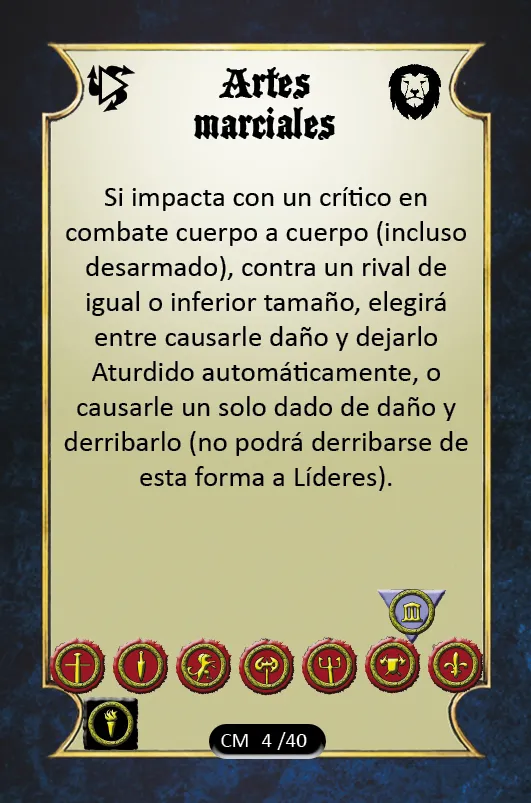 Artes
marciales
Si impacta con un crítico en
combate cuerpo a cuerpo (incluso
desarmado), contra un rival de
igual o inferior tamaño, elegirá
entre causarle daño y dejarlo
Aturdido automáticamente, o
causarle un solo dado de daño y
derribarlo (no podrá derribarse de
esta forma a Líderes).
CM 4 /40